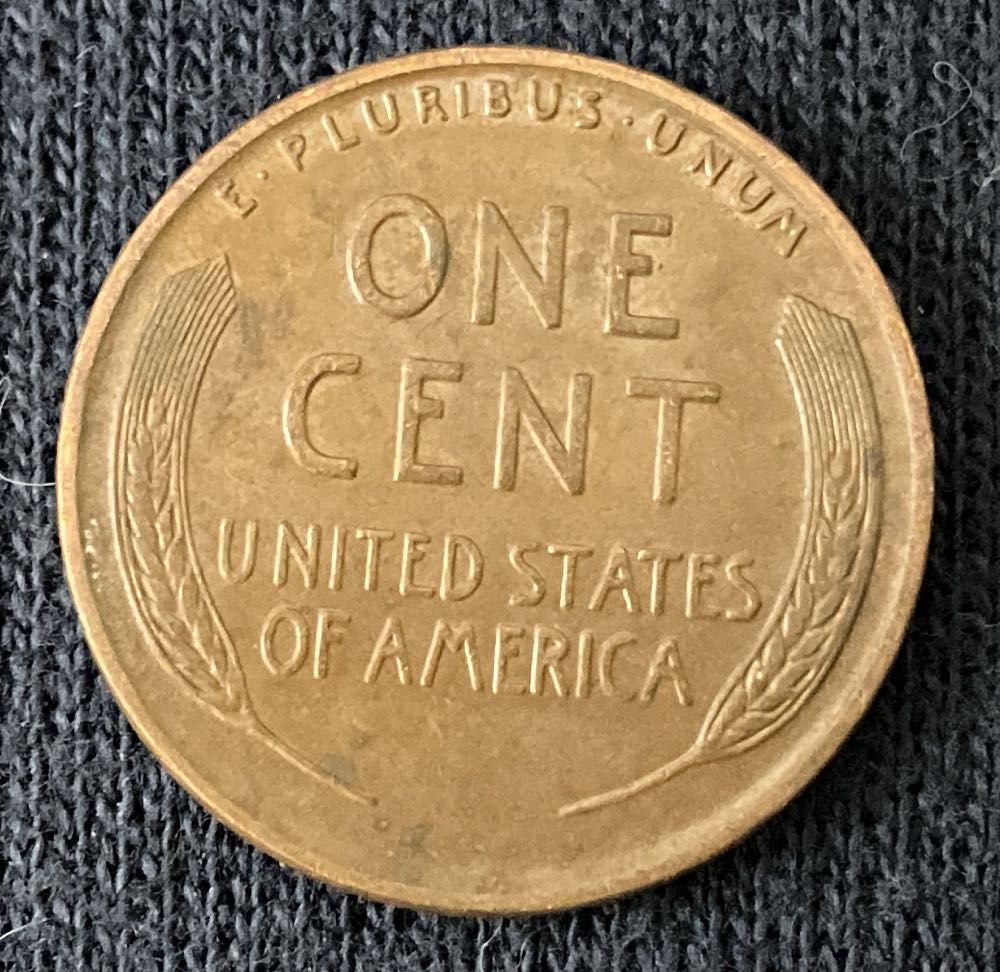 E·PLURIBUS·UNUM
ONE
CENT
UNITED STATES
OF AMERICA